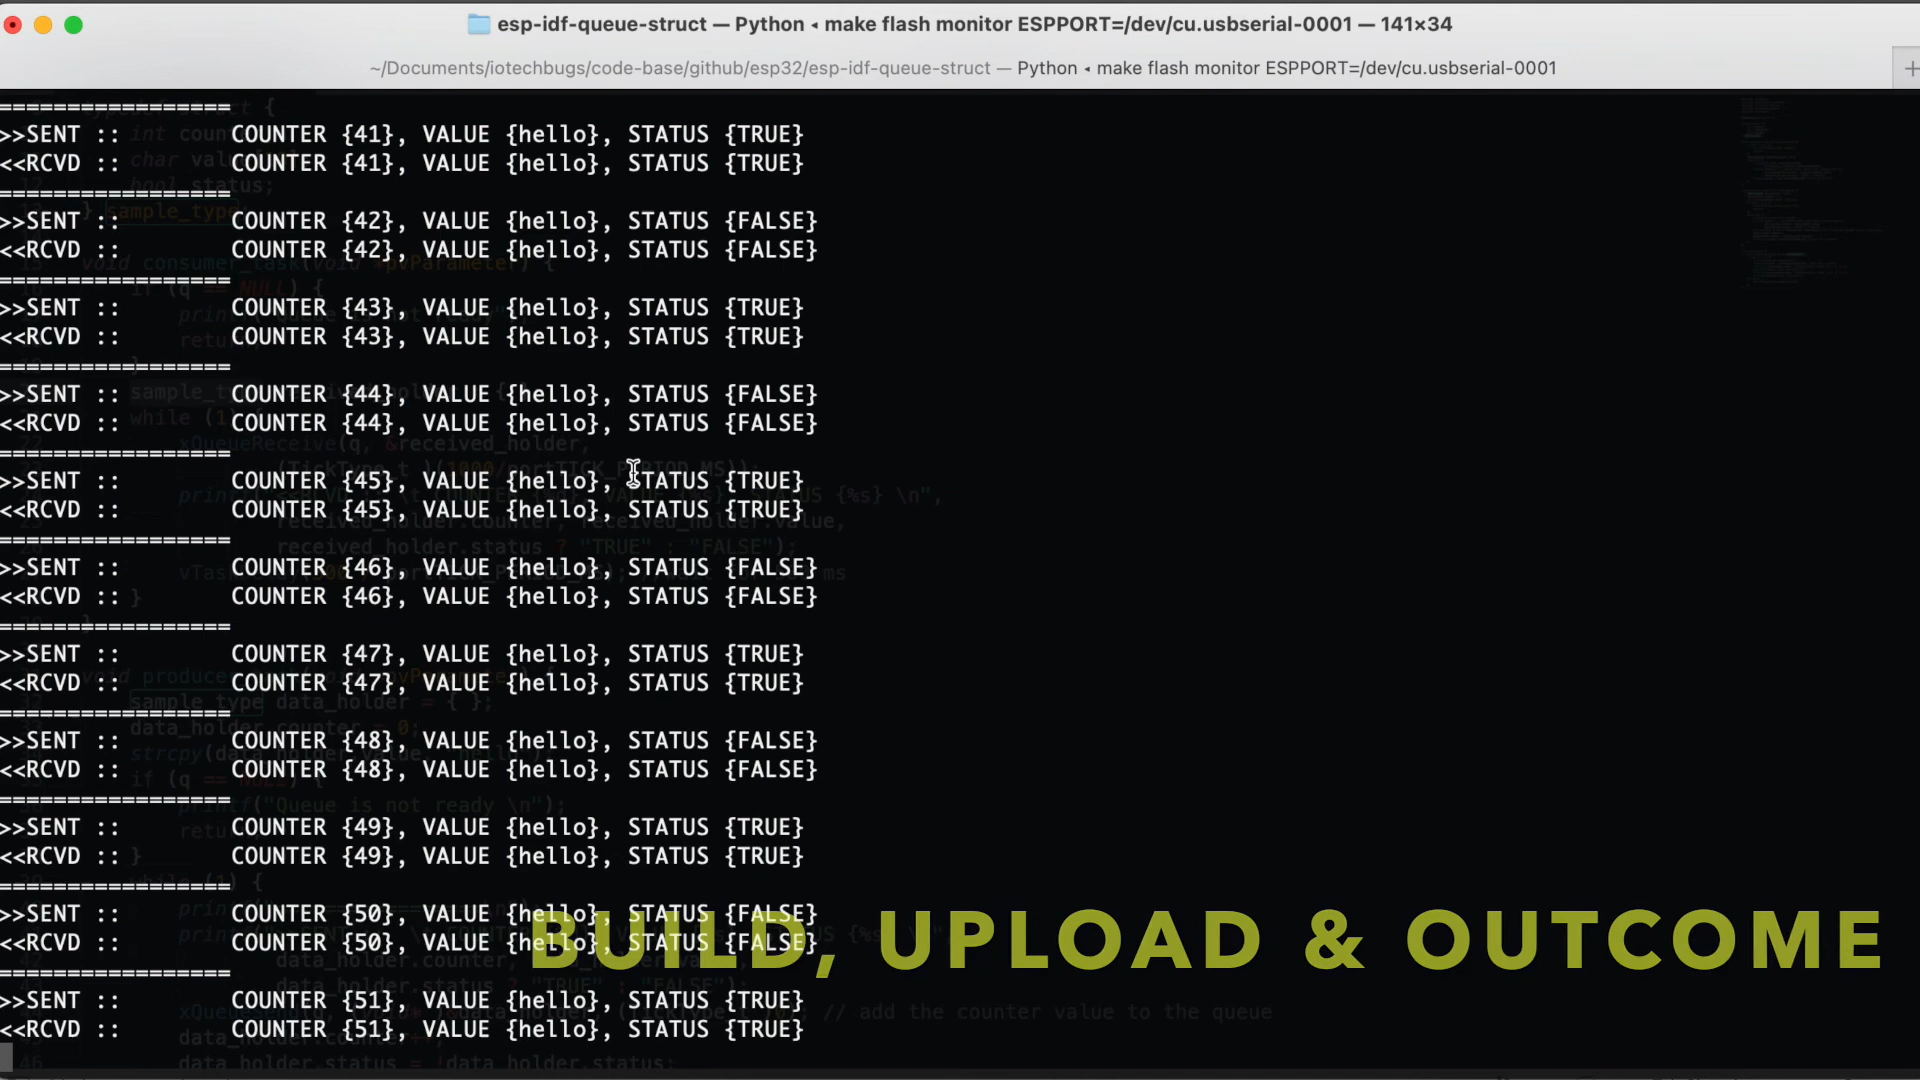 esp-idf-queue-struct — Python ◂ make flash monitor ESPPORT=/dev/cu.usbserial-0001 — 141×34
~/Documents/iotechbugs/code-base/github/esp32/esp-idf-queue-struct — Python ◂ make flash monitor ESPPORT=/dev/cu.usbserial-0001
=================
>>SENT :: COUNTER {41}, VALUE {hello}, STATUS {TRUE}
<<RCVD :: COUNTER {41}, VALUE {hello}, STATUS {TRUE}
=================
>>SENT :: COUNTER {42}, VALUE {hello}, STATUS {FALSE}
<<RCVD :: COUNTER {42}, VALUE {hello}, STATUS {FALSE}
=================
>>SENT :: COUNTER {43}, VALUE {hello}, STATUS {TRUE}
<<RCVD :: COUNTER {43}, VALUE {hello}, STATUS {TRUE}
=================
>>SENT :: COUNTER {44}, VALUE {hello}, STATUS {FALSE}
<<RCVD :: COUNTER {44}, VALUE {hello}, STATUS {FALSE}
=================
>>SENT :: COUNTER {45}, VALUE {hello}, STATUS {TRUE}
<<RCVD :: COUNTER {45}, VALUE {hello}, STATUS {TRUE}
=================
>>SENT :: COUNTER {46}, VALUE {hello}, STATUS {FALSE}
<<RCVD :: COUNTER {46}, VALUE {hello}, STATUS {FALSE}
=================
>>SENT :: COUNTER {47}, VALUE {hello}, STATUS {TRUE}
<<RCVD :: COUNTER {47}, VALUE {hello}, STATUS {TRUE}
=================
>>SENT :: COUNTER {48}, VALUE {hello}, STATUS {FALSE}
<<RCVD :: COUNTER {48}, VALUE {hello}, STATUS {FALSE}
=================
>>SENT :: COUNTER {49}, VALUE {hello}, STATUS {TRUE}
<<RCVD :: COUNTER {49}, VALUE {hello}, STATUS {TRUE}
=================
>>SENT :: COUNTER {50}, VALUE {hello}, STATUS {FALSE}
<<RCVD :: COUNTER {50}, VALUE {hello}, STATUS {FALSE}
BUILD, UPLOAD & OUTCOME
=================
>>SENT :: COUNTER {51}, VALUE {hello}, STATUS {TRUE}
<<RCVD :: COUNTER {51}, VALUE {hello}, STATUS {TRUE}
// add the counter value to the queue